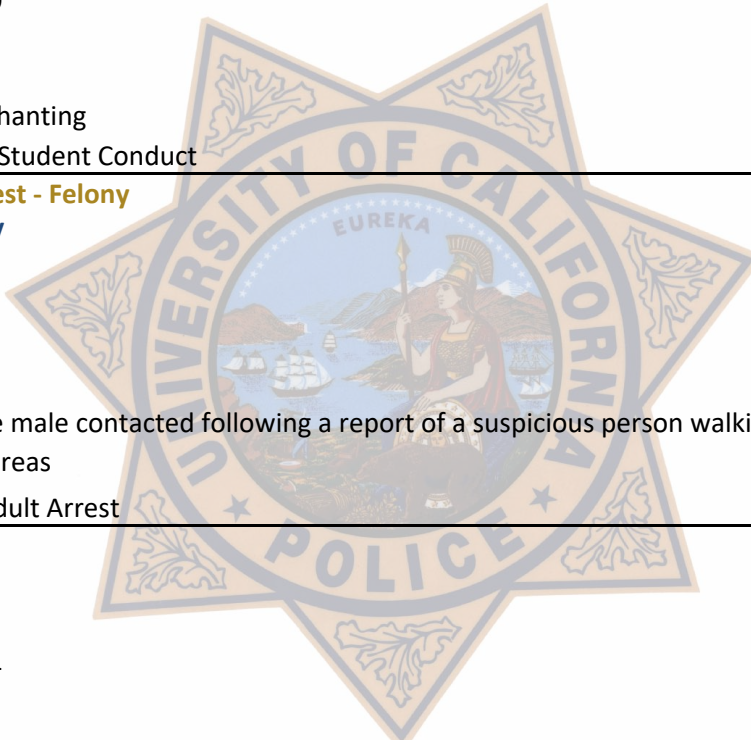 hanting
Student Conduct
est - Felony
UNIVERSITY OF CALIFORNIA
EUREKA
e male contacted following a report of a suspicious person walki
reas
dult Arrest
POLICE